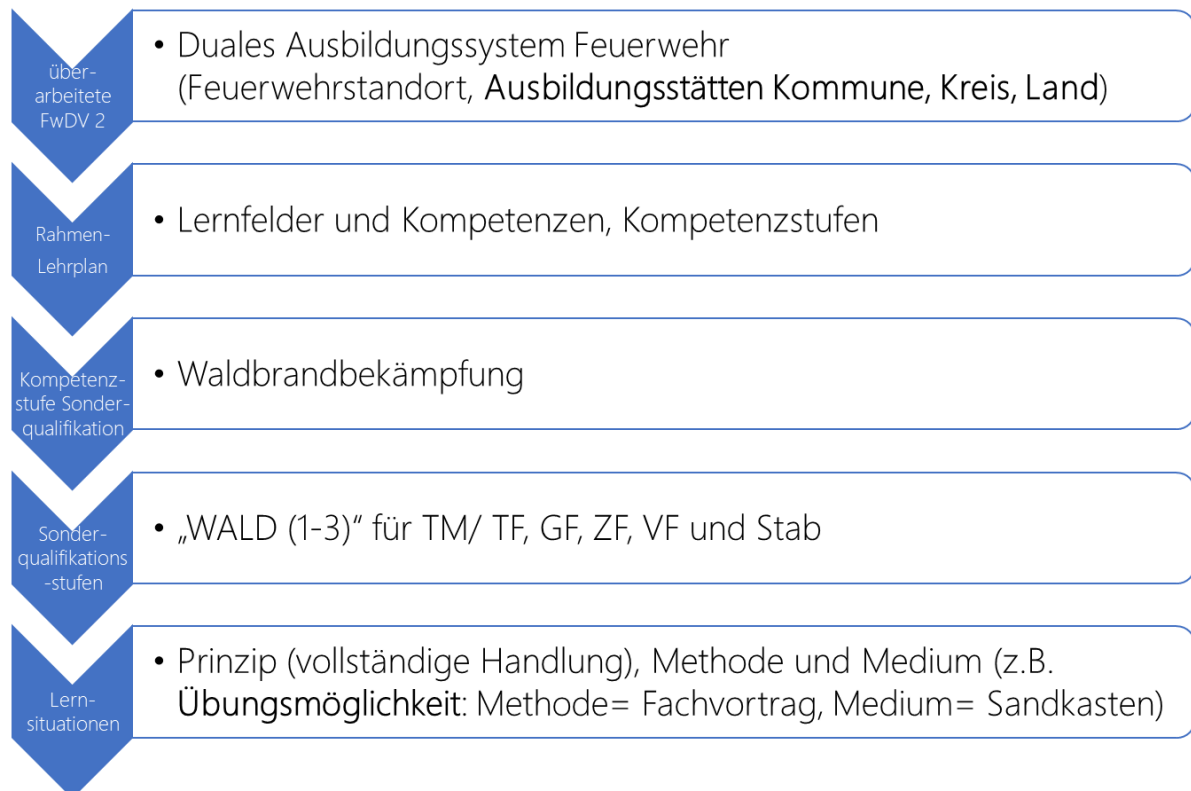 über-
arbeitete
FwDV 2
• Duales Ausbildungssystem Feuerwehr
(Feuerwehrstandort, Ausbildungsstätten Kommune, Kreis, Land)
Rahmen-
Lehrplan
• Lernfelder und Kompetenzen, Kompetenzstufen
Kompetenz-
stufe Sonder-
qualifikation
• Waldbrandbekämpfung
Sonder-
qualifikations
-stufen
• „WALD (1-3)“ für TM/ TF, GF, ZF, VF und Stab
Lern-
situationen
• Prinzip (vollständige Handlung), Methode und Medium (z.B.
Übungsmöglichkeit: Methode= Fachvortrag, Medium= Sandkasten)